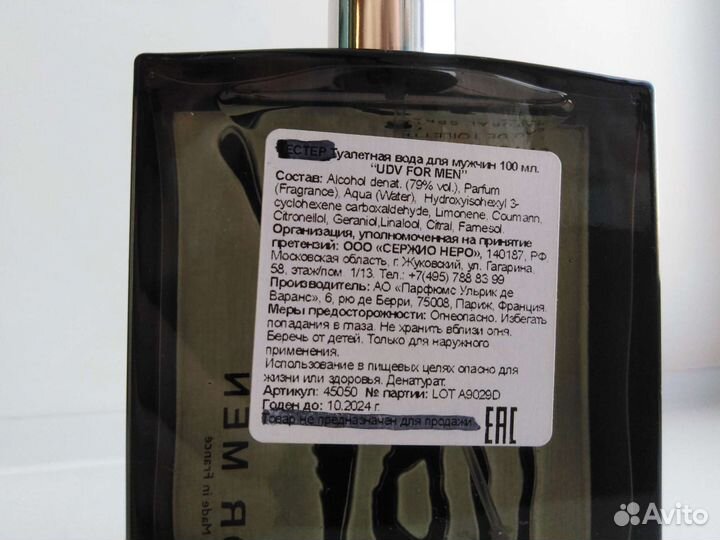 ТЕСТЕР Туалетная вода для мужчин 100 мл.
"UDV FOR MEN"
Состав: Alcohol denat. (79% vol.), Parfum
(Fragrance), Aqua (Water), Hydroxyisohexyl 3-
cyclohexene carboxaldehyde, Limonene, Coumarin,
Citronellol, Geraniol,Linalool, Citral, Farnesol.
Организация, уполномоченная на принятие
претензий: ООО «СЕРЖИО НЕРО», 140187, РФ,
Московская область, г. Жуковский, ул. Гагарина,
58, этаж/пом. 1/13. Тел.: +7(495) 788 83 99
Производитель: АО «Парфюмс Ульрик де
Варанс», 6, рю де Берри, 75008, Париж, Франция.
Меры предосторожности: Огнеопасно. Избегать
попадания в глаза. Не хранить вблизи огня.
Беречь от детей. Только для наружного
применения.
Использование в пищевых целях опасно для
жизни или здоровья. Денатурат.
Артикул: 45050 № партии: LOT A9029D
Годен до: 10.2024 г.
Товар не предназначен для продажи
EAC
Made in France
FOR MEN
Avito